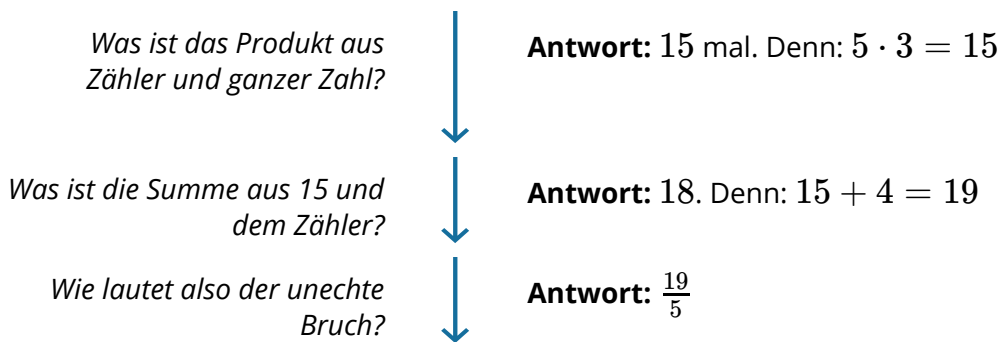 Was ist das Produkt aus
Zähler und ganzer Zahl?
Antwort: 15 mal. Denn: 5 · 3 = 15
Was ist die Summe aus 15 und
dem Zähler?
Antwort: 18. Denn: 15 + 4 = 19
Wie lautet also der unechte
Bruch?
Antwort: 19/5